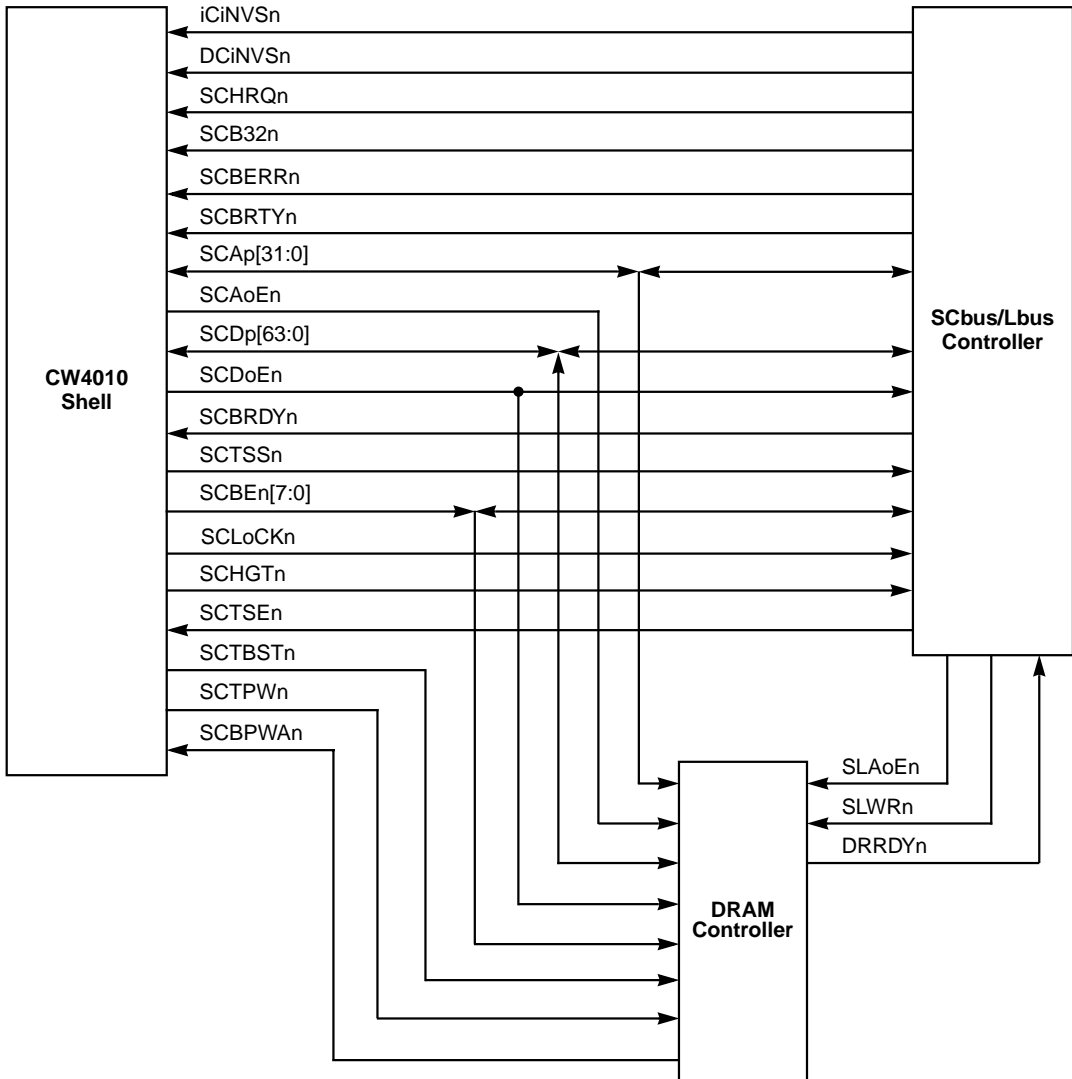 iCiNVSn
DCiNVSn
SCHRQn
SCB32n
SCBERRn
SCBRTYn
SCAp[31:0]
SCAoEn
SCDp[63:0]
SCDoEn
SCBRDYn
SCTSSn
SCBEn[7:0]
SCLoCKn
SCHGTn
SCTSEn
SCTBSTn
SCTPWn
SCBPWAn
CW4010
Shell
SCbus/Lbus
Controller
SLAoEn
SLWRn
DRRDYn
DRAM
Controller